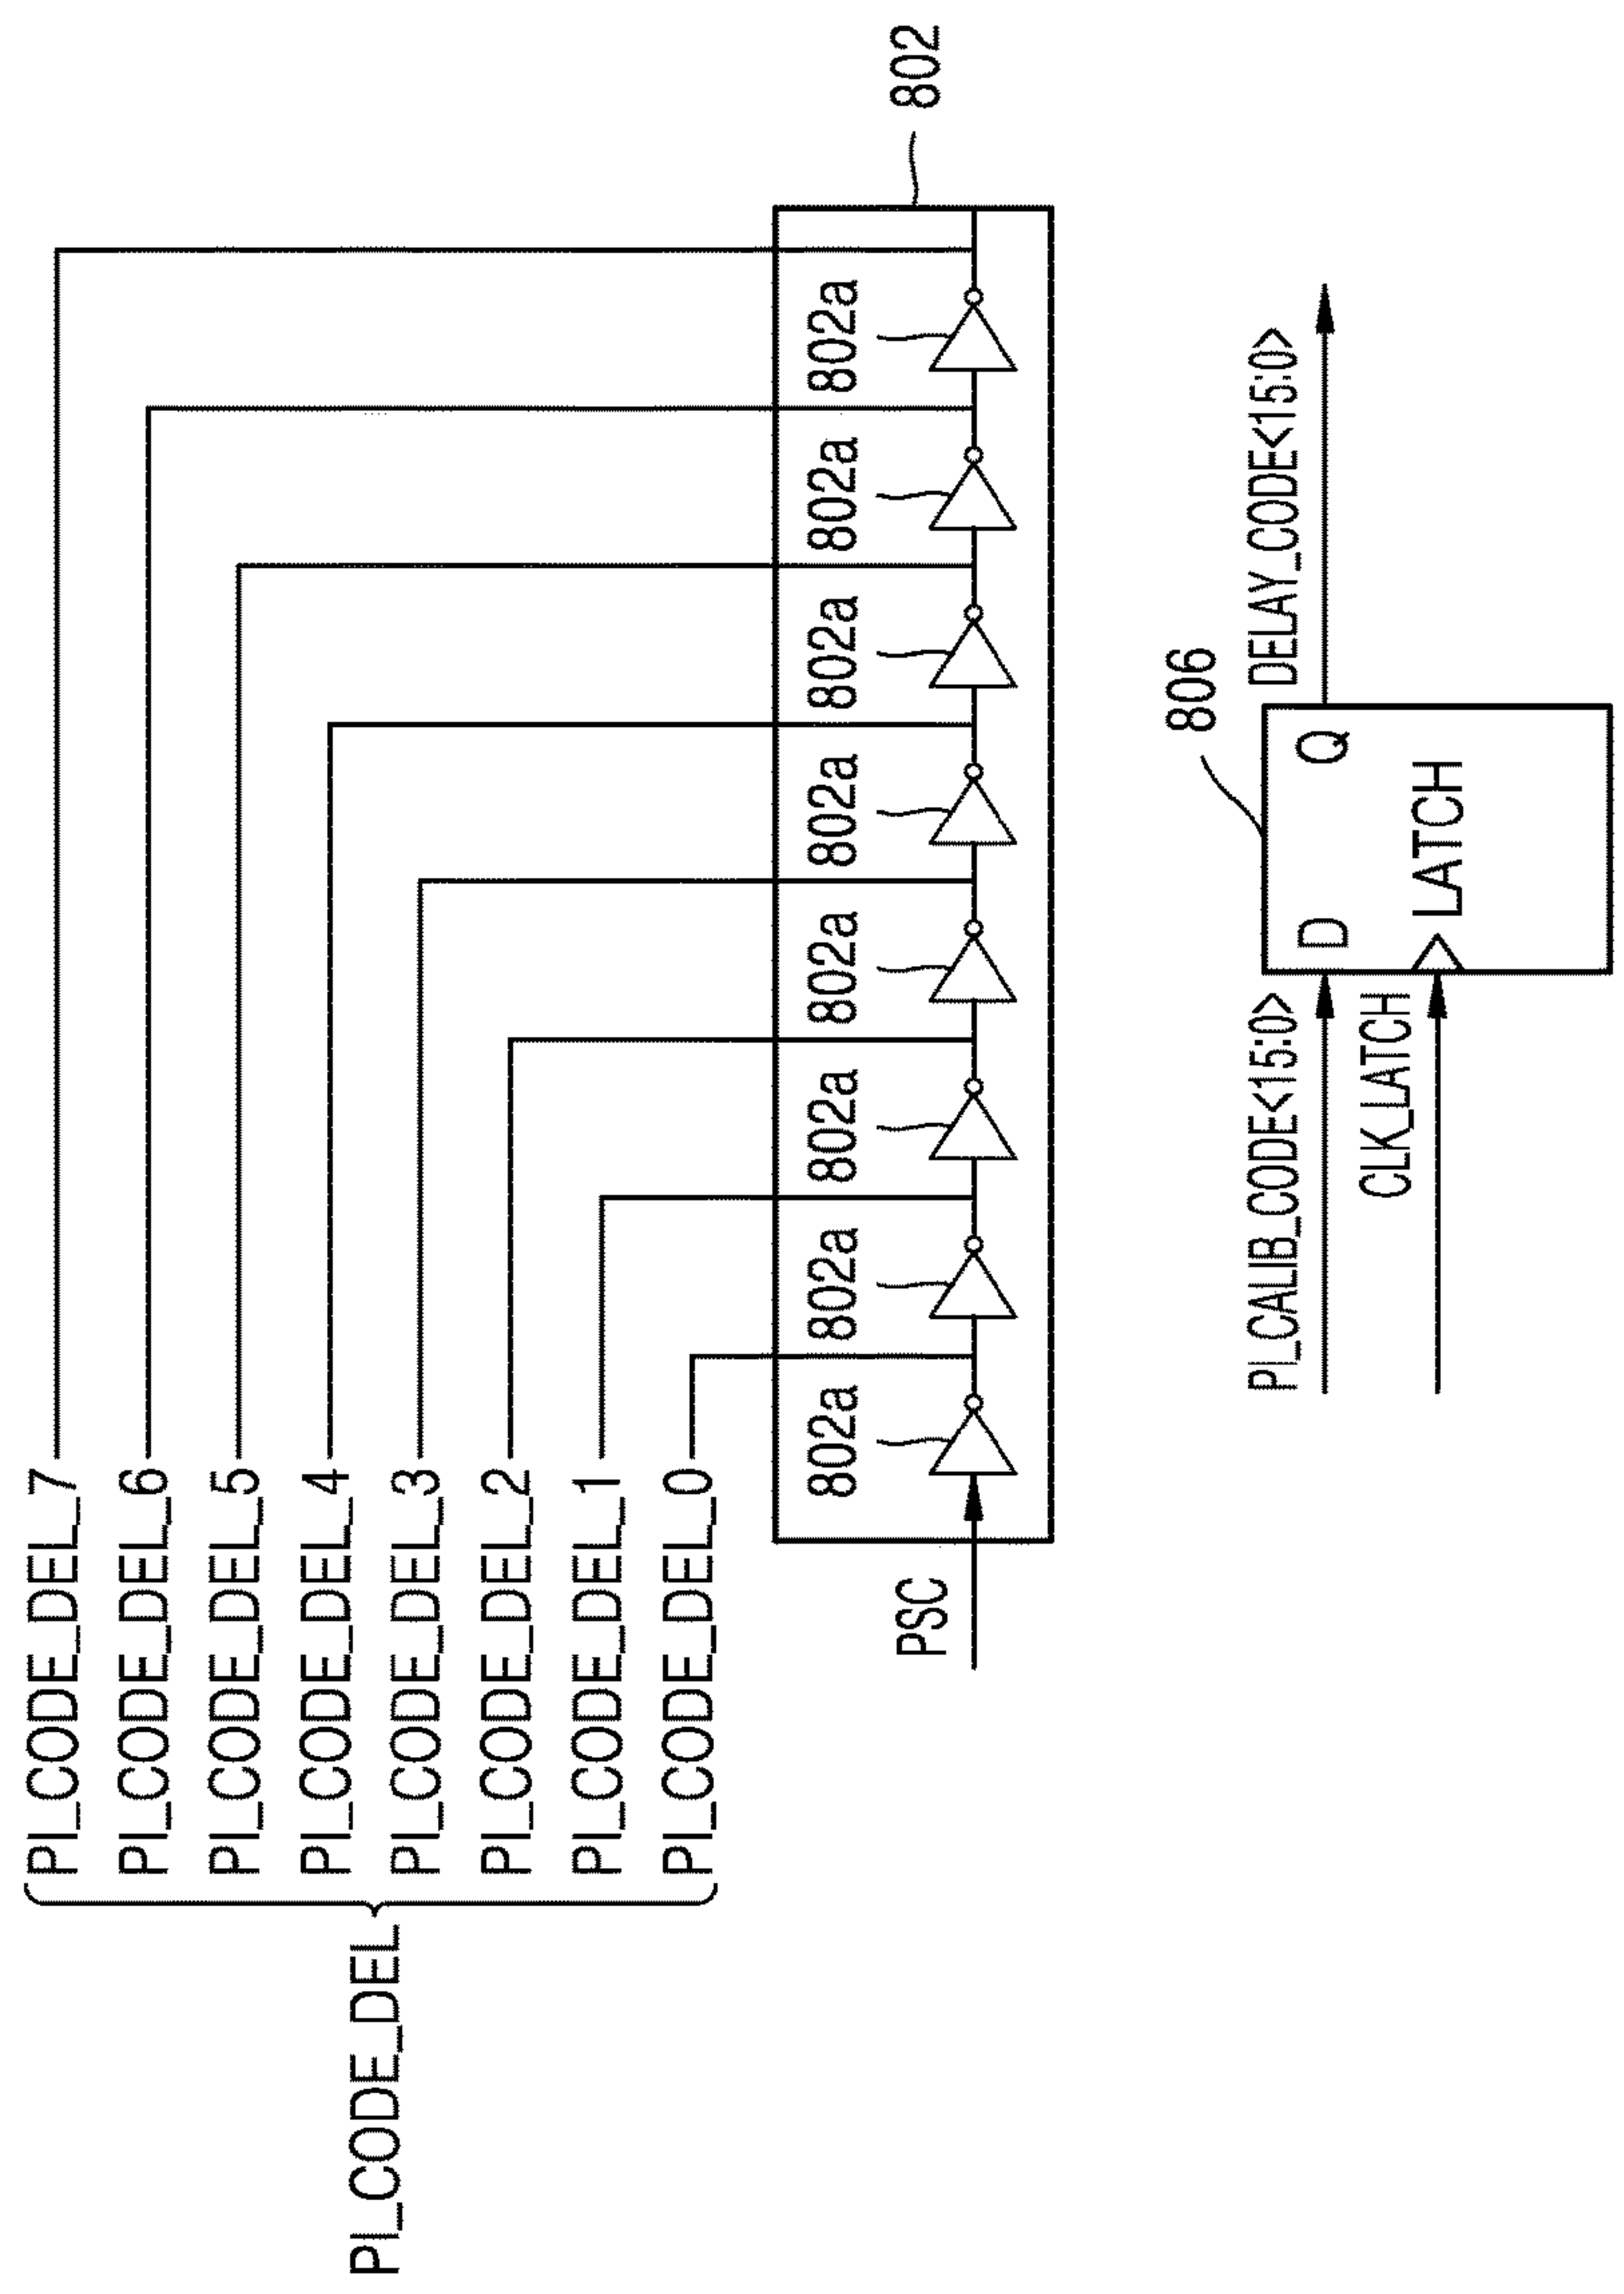 PI_CODE_DEL
PI_CODE_DEL_7
PI_CODE_DEL_6
PI_CODE_DEL_5
PI_CODE_DEL_4
PI_CODE_DEL_3
PI_CODE_DEL_2
PI_CODE_DEL_1
PI_CODE_DEL_0
802
802a
802a
802a
802a
802a
802a
802a
802a
PSC
806
PI_CALIB_CODE<15:0>
D
Q
DELAY_CODE<15:0>
CLK_LATCH
LATCH